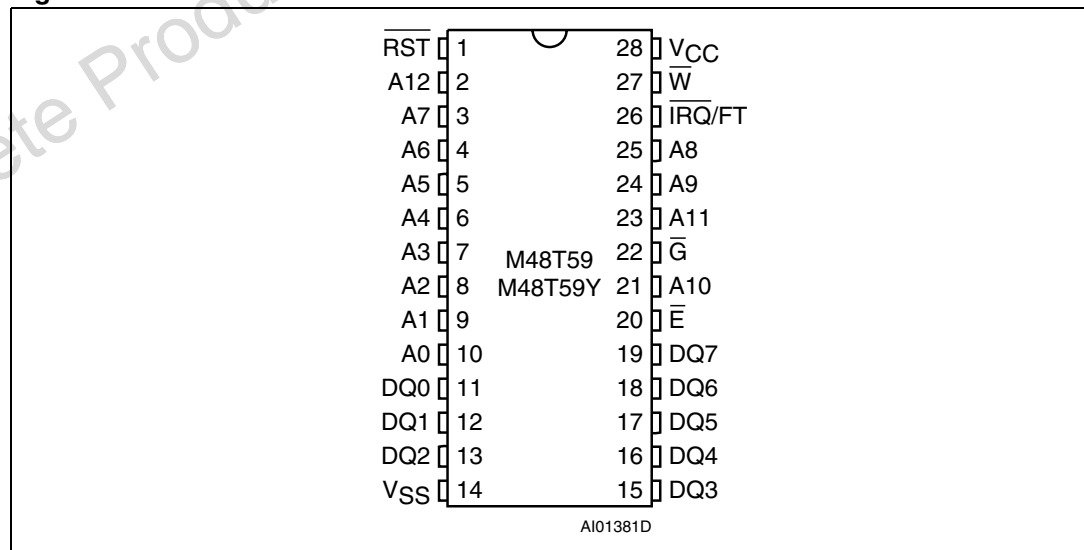 ete Produ
R̅S̅T̅ 1 28 VCC
A12 2 27 W̅
A7 3 26 I̅R̅Q̅/FT
A6 4 25 A8
A5 5 24 A9
A4 6 23 A11
A3 7 22 G̅
M48T59
A2 8 M48T59Y 21 A10
A1 9 20 E̅
A0 10 19 DQ7
DQ0 11 18 DQ6
DQ1 12 17 DQ5
DQ2 13 16 DQ4
VSS 14 15 DQ3
AI01381D